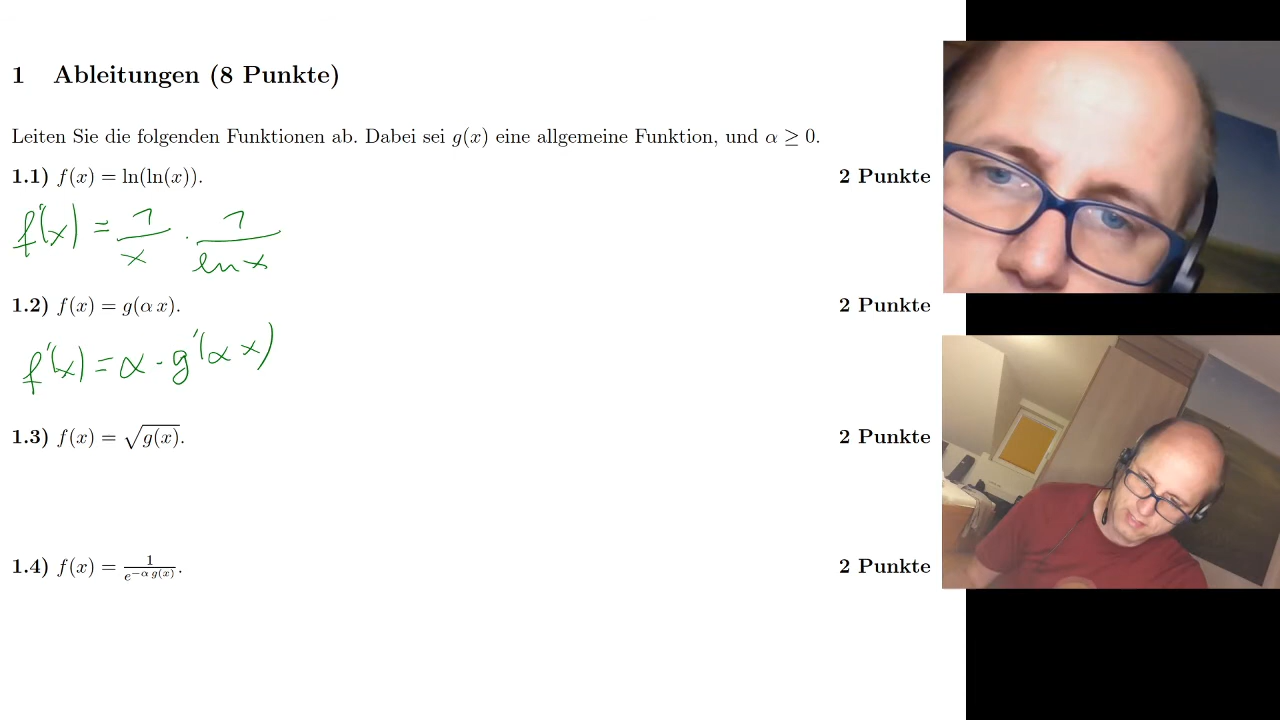 1 Ableitungen (8 Punkte)
Leiten Sie die folgenden Funktionen ab. Dabei sei g(x) eine allgemeine Funktion, und α ≥ 0.
1.1) f(x) = ln(ln(x)). 2 Punkte
f'(x) = 1/x · 1/ln x
1.2) f(x) = g(α x). 2 Punkte
f'(x) = α · g'(α x)
1.3) f(x) = √g(x). 2 Punkte
1.4) f(x) = 1/e^{-α g(x)}. 2 Punkte